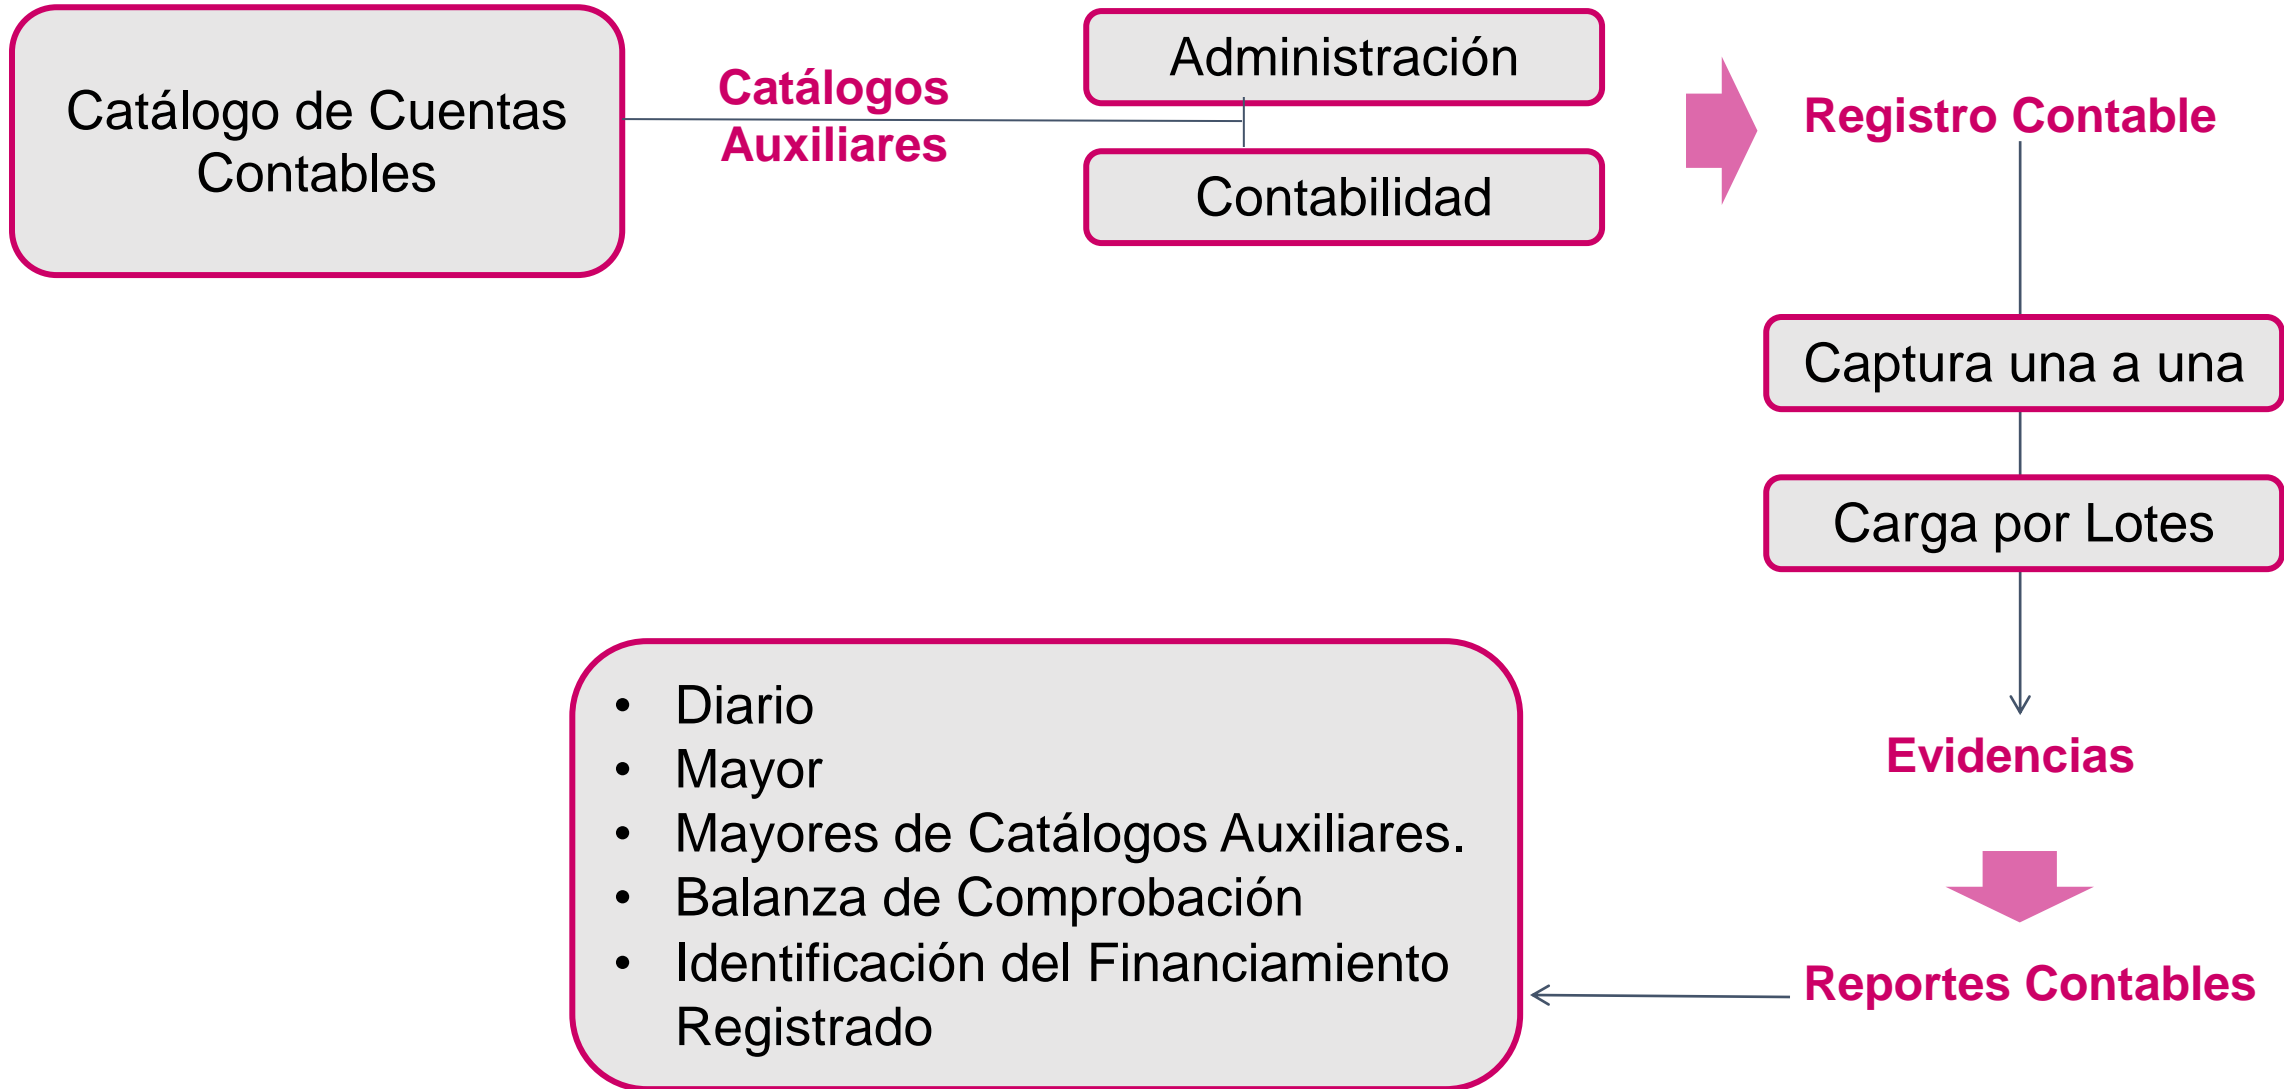 Catálogo de Cuentas
Contables
Catálogos
Auxiliares
Administración
Contabilidad
Registro Contable
Captura una a una
Carga por Lotes
Evidencias
Reportes Contables
• Diario
• Mayor
• Mayores de Catálogos Auxiliares.
• Balanza de Comprobación
• Identificación del Financiamiento
Registrado